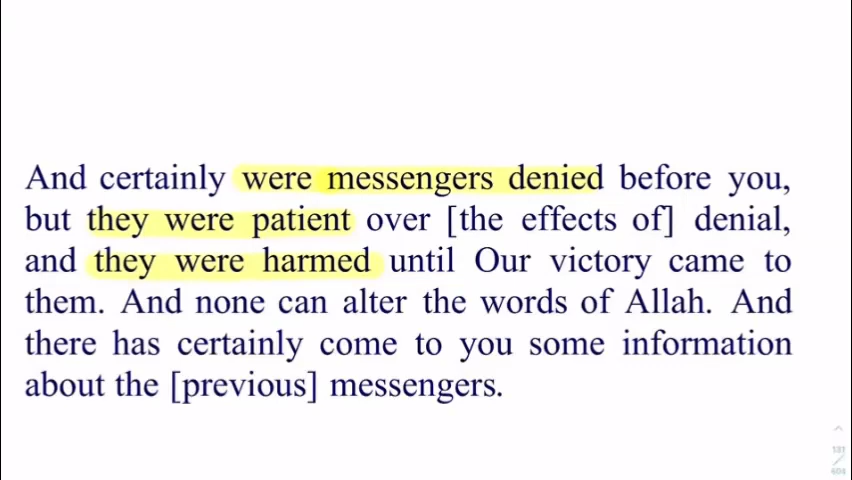 And certainly were messengers denied before you,
but they were patient over [the effects of] denial,
and they were harmed until Our victory came to
them. And none can alter the words of Allah. And
there has certainly come to you some information
about the [previous] messengers.